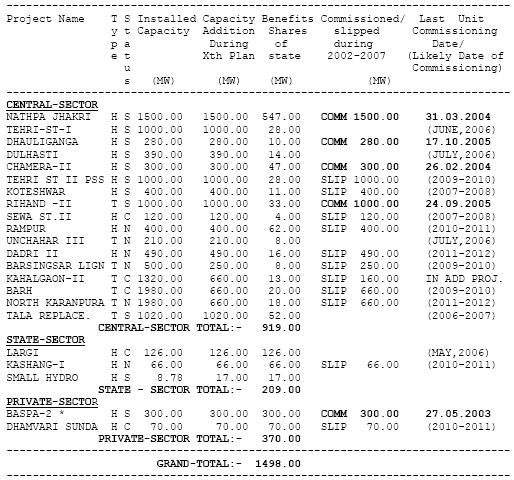 Project Name T S Installed Capacity Benefits Commissioned/ Last Unit
y t Capacity Addition Shares slipped Commissioning
p a During of during Date/
e t Xth Plan state 2002-2007 (Likely Date of
u Commissioning)
s (MW) (MW) (MW) (MW)
CENTRAL-SECTOR
NATHPA JHAKRI H S 1500.00 1500.00 547.00 COMM 1500.00 31.03.2004
TEHRI-ST-I H S 1000.00 1000.00 28.00 (JUNE,2006)
DHAULIGANGA H S 280.00 280.00 10.00 COMM 280.00 17.10.2005
DULHASTI H S 390.00 390.00 14.00 (JULY,2006)
CHAMERA-II H S 300.00 300.00 47.00 COMM 300.00 26.02.2004
TEHRI ST II PSS H S 1000.00 1000.00 28.00 SLIP 1000.00 (2009-2010)
KOTESHWAR H S 400.00 400.00 11.00 SLIP 400.00 (2007-2008)
RIHAND -II T S 1000.00 1000.00 33.00 COMM 1000.00 24.09.2005
SEWA ST.II H C 120.00 120.00 4.00 SLIP 120.00 (2007-2008)
RAMPUR H N 400.00 400.00 62.00 SLIP 400.00 (2010-2011)
UNCHAHAR III T N 210.00 210.00 8.00 (JULY,2006)
DADRI II H N 490.00 490.00 16.00 SLIP 490.00 (2011-2012)
BARSINGSAR LIGN T N 500.00 250.00 8.00 SLIP 250.00 (2009-2010)
KAHALGAON-II T C 1320.00 660.00 13.00 SLIP 160.00 IN ADD PROJ.
BARH T C 1980.00 660.00 20.00 SLIP 660.00 (2009-2010)
NORTH KARANPURA T N 1980.00 660.00 18.00 SLIP 660.00 (2011-2012)
TALA REPLACE. T S 1020.00 1020.00 52.00 (2006-2007)
CENTRAL-SECTOR TOTAL:- 919.00
STATE-SECTOR
LARGI H C 126.00 126.00 126.00 (MAY,2006)
KASHANG-I H N 66.00 66.00 66.00 SLIP 66.00 (2010-2011)
SMALL HYDRO H S 8.78 17.00 17.00
STATE - SECTOR TOTAL:- 209.00
PRIVATE-SECTOR
BASPA-2 * H S 300.00 300.00 300.00 COMM 300.00 27.05.2003
DHAMVARI SUNDA H C 70.00 70.00 70.00 SLIP 70.00 (2010-2011)
PRIVATE-SECTOR TOTAL:- 370.00
GRAND-TOTAL:- 1498.00